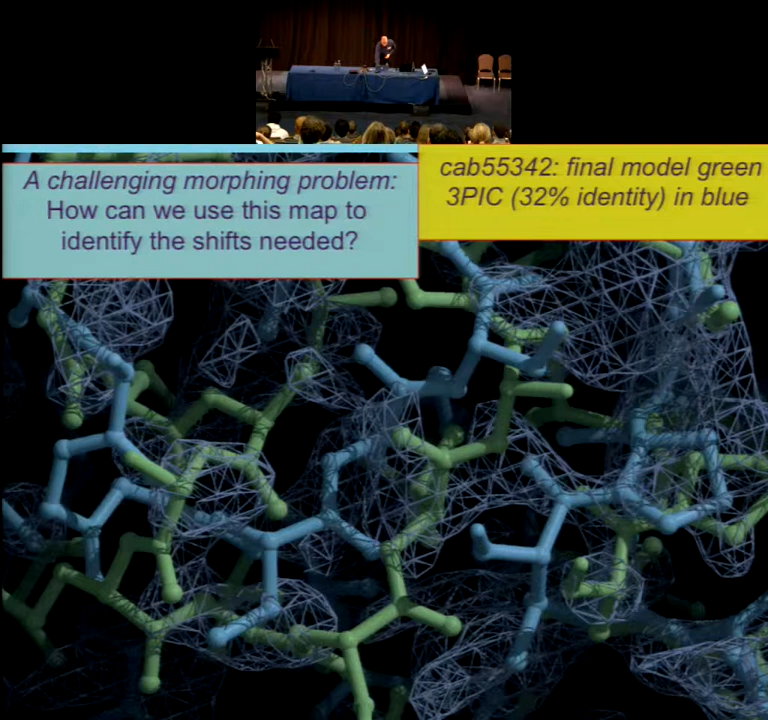 A challenging morphing problem:
How can we use this map to
identify the shifts needed?
cab55342: final model green
3PIC (32% identity) in blue